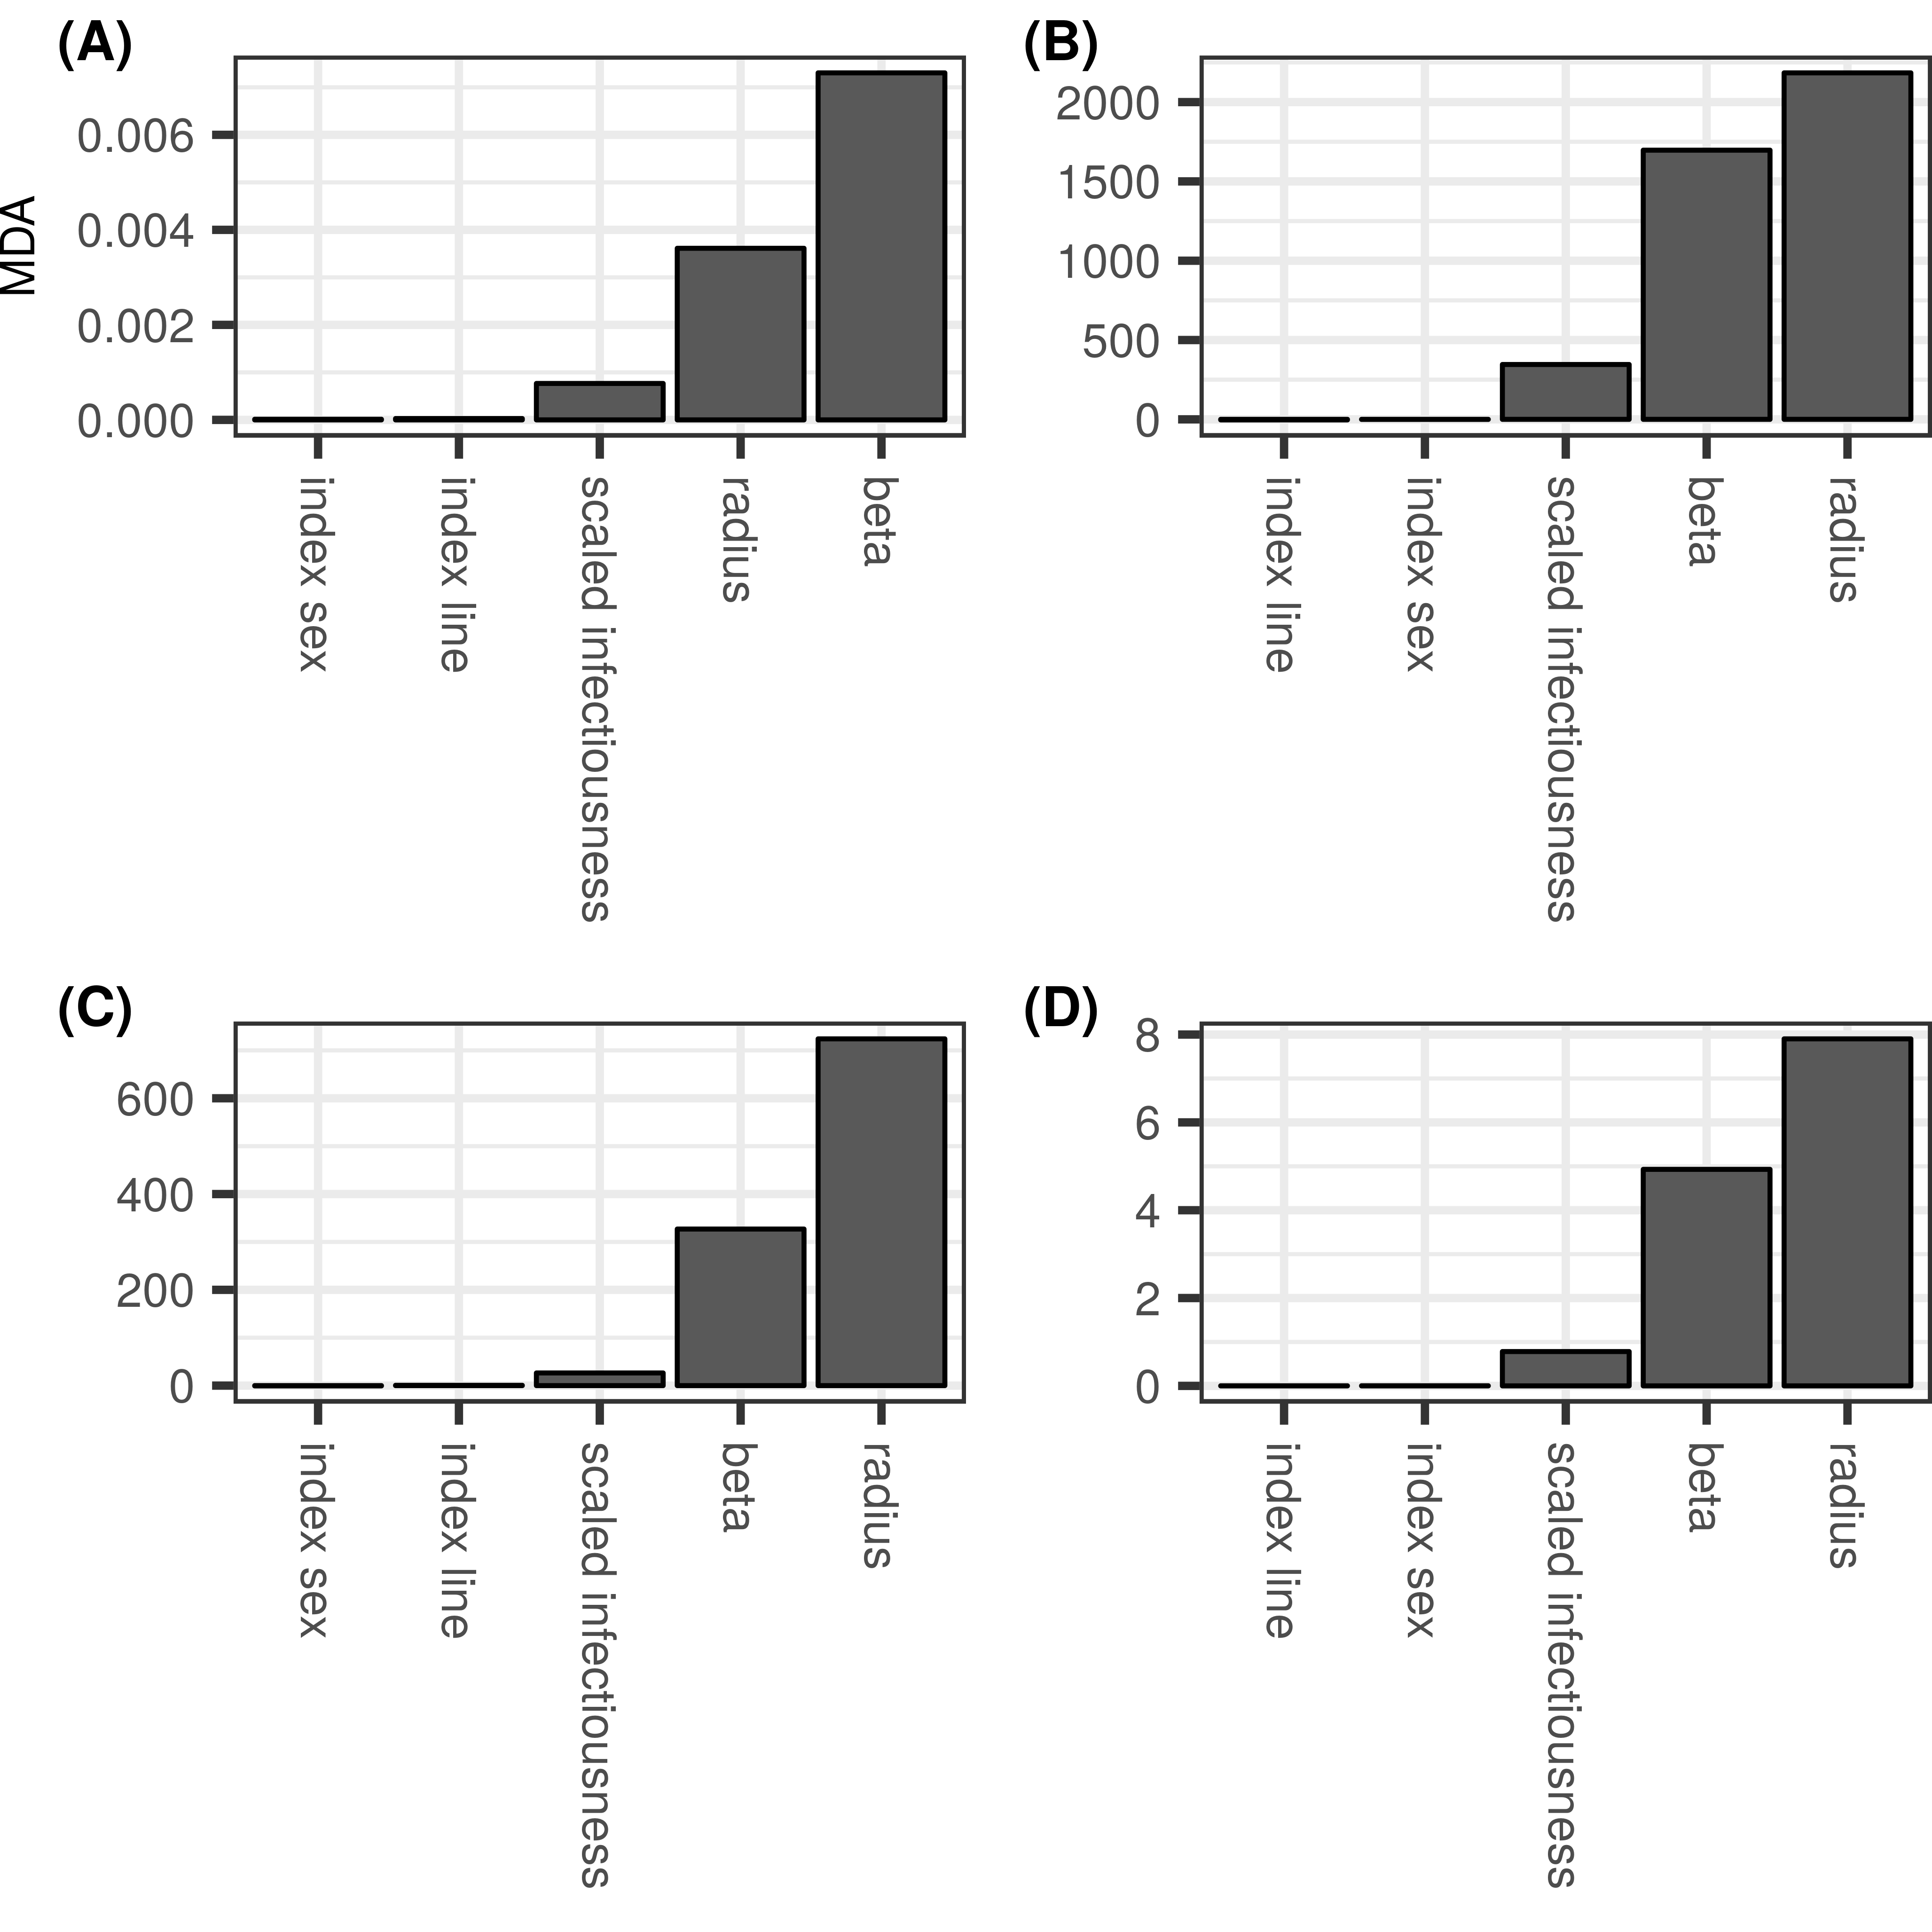 (A)
MDA
0.006
0.004
0.002
0.000
index sex
index line
scaled infectiousness
radius
beta
(B)
2000
1500
1000
500
0
index line
index sex
scaled infectiousness
beta
radius
(C)
600
400
200
0
index sex
index line
scaled infectiousness
beta
radius
(D)
8
6
4
2
0
index line
index sex
scaled infectiousness
beta
radius